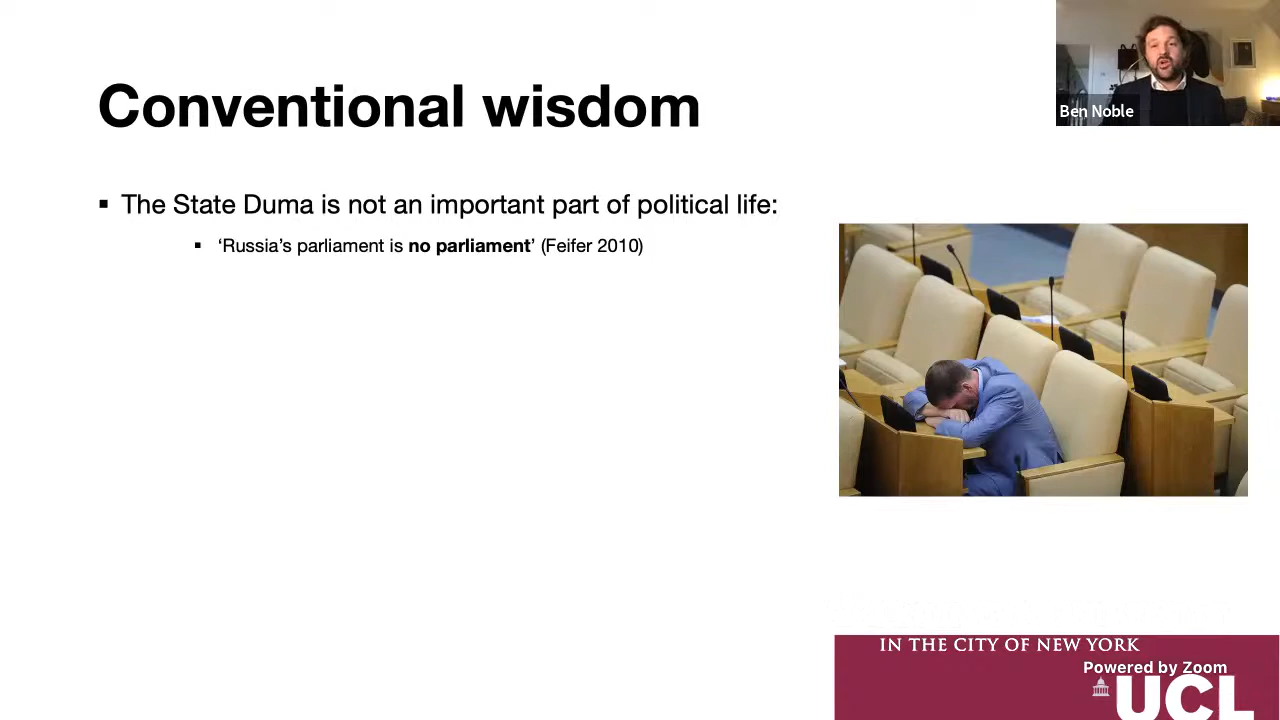 Conventional wisdom
Ben Noble
▪ The State Duma is not an important part of political life:
▪ ‘Russia’s parliament is no parliament’ (Feifer 2010)
IN THE CITY OF NEW YORK
Powered by Zoom
UCL